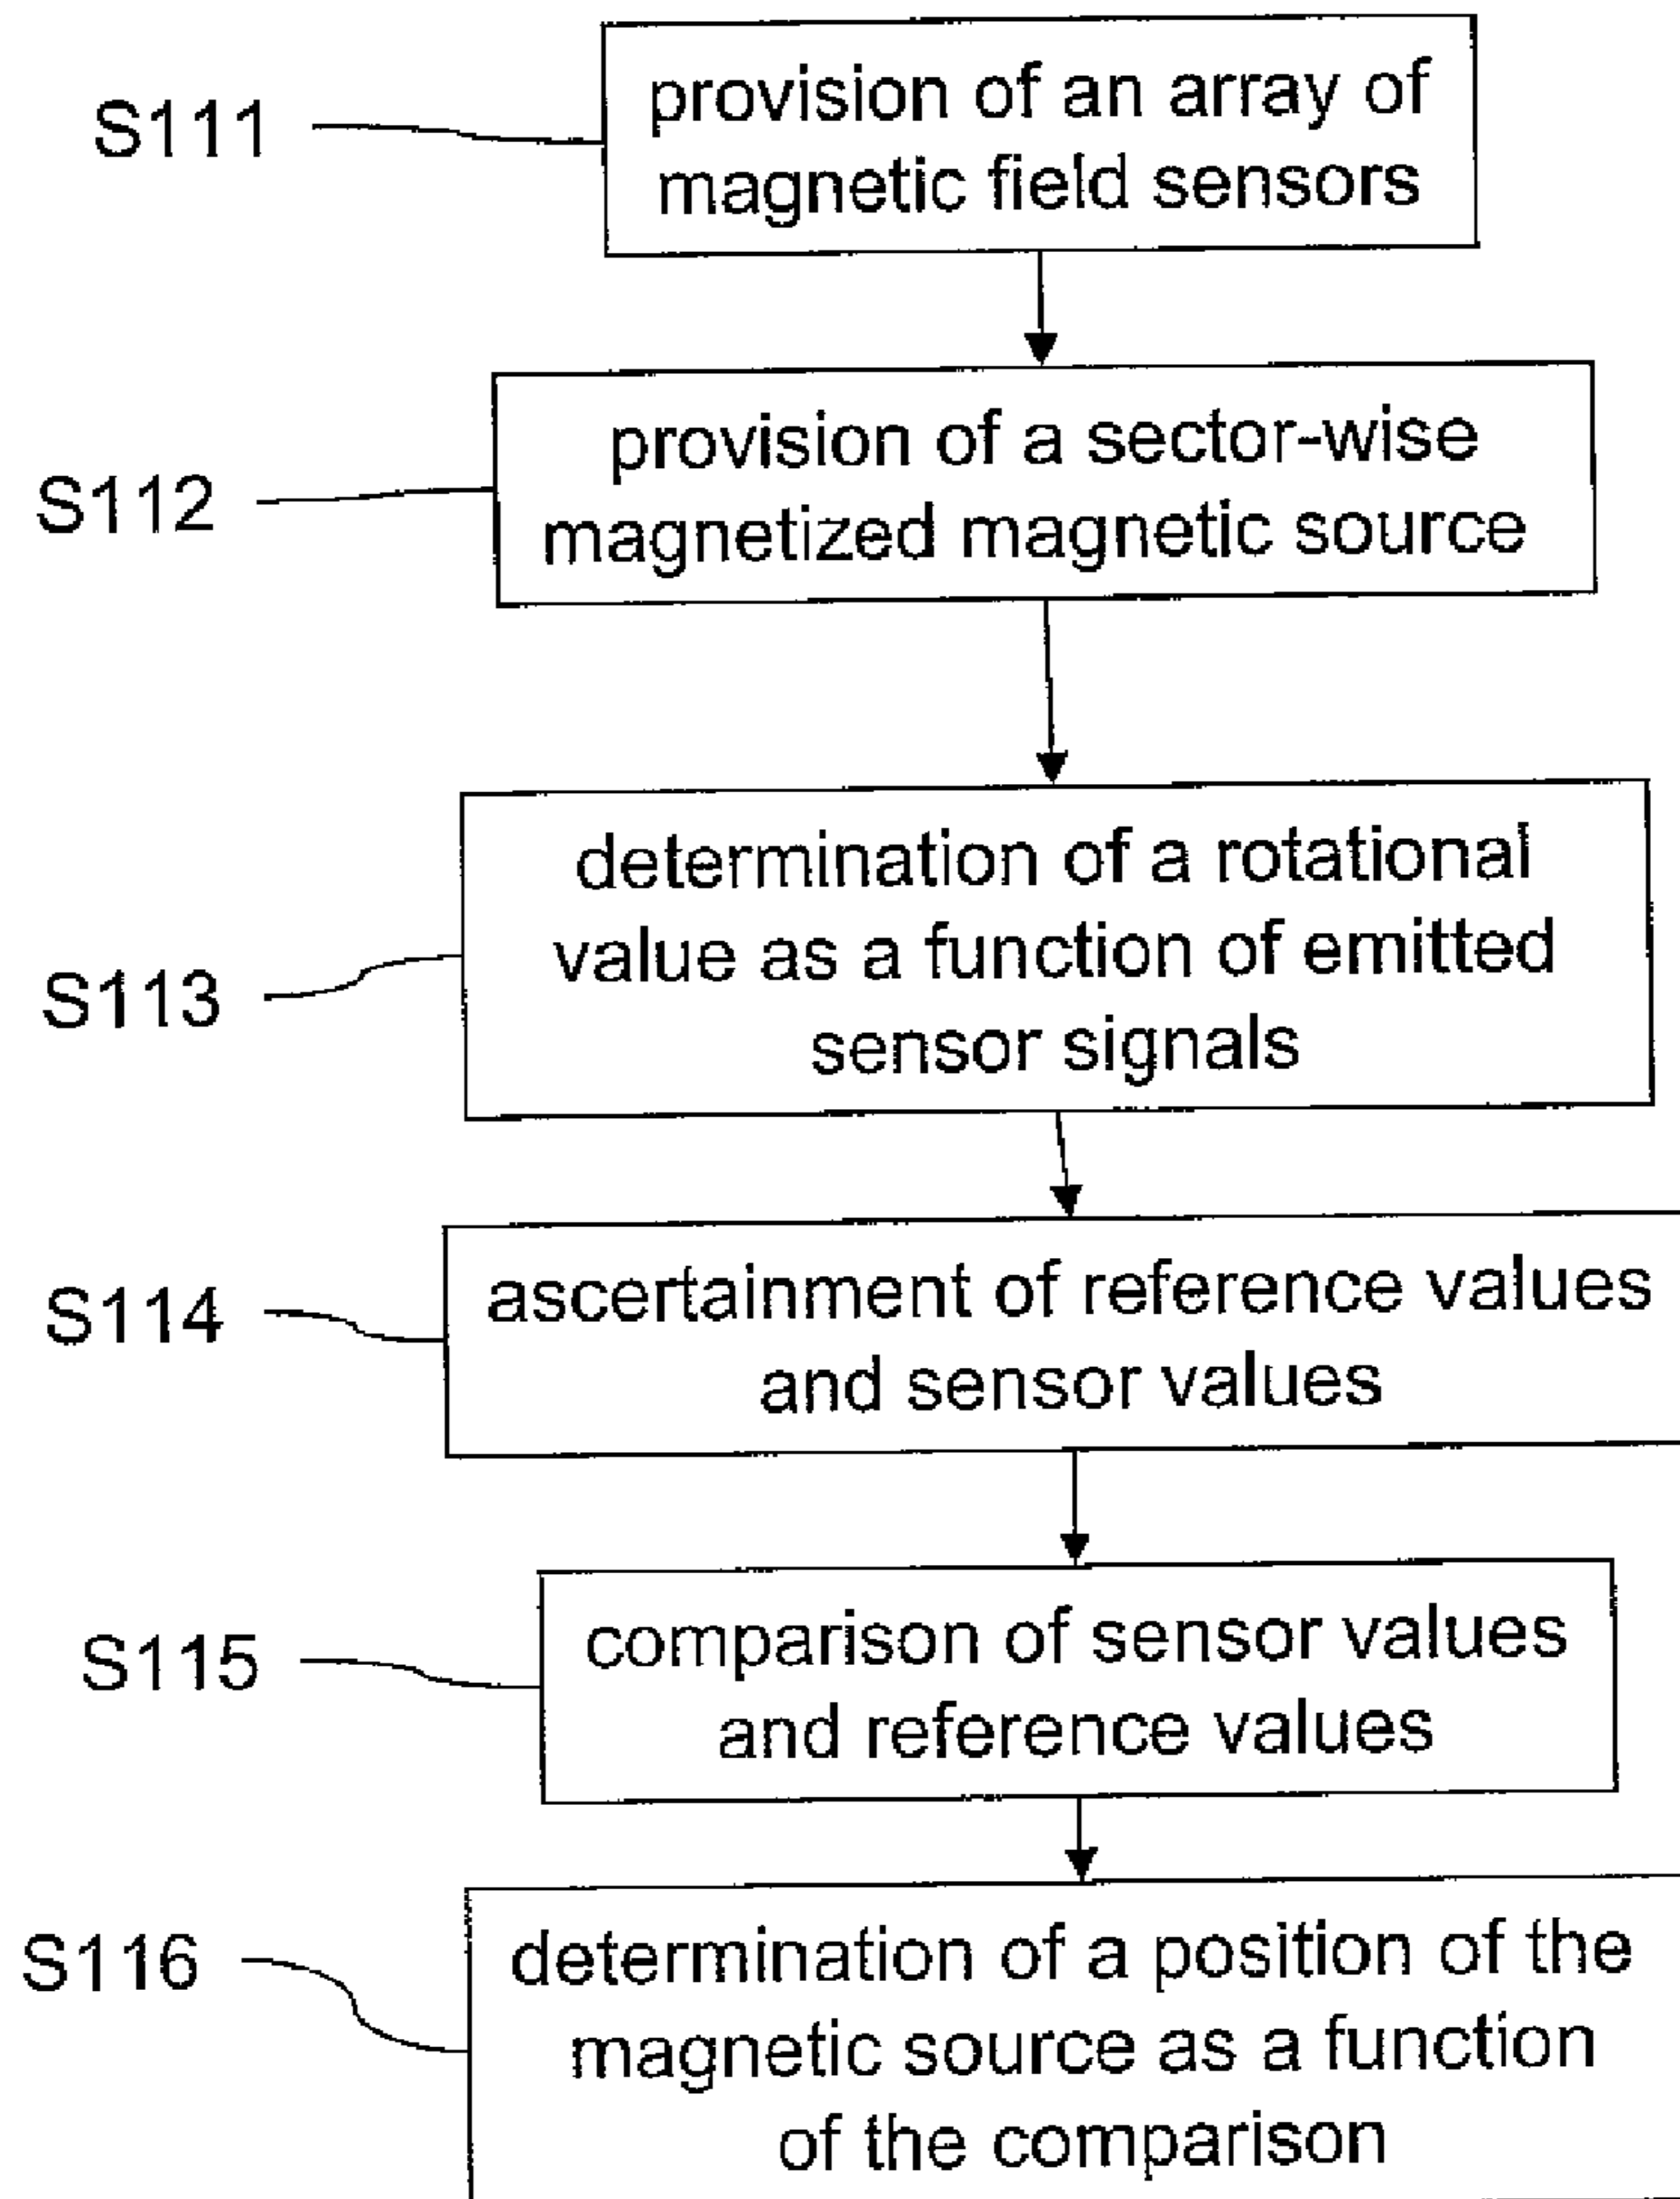 S111
provision of an array of
magnetic field sensors
S112
provision of a sector-wise
magnetized magnetic source
S113
determination of a rotational
value as a function of emitted
sensor signals
S114
ascertainment of reference values
and sensor values
S115
comparison of sensor values
and reference values
S116
determination of a position of the
magnetic source as a function
of the comparison